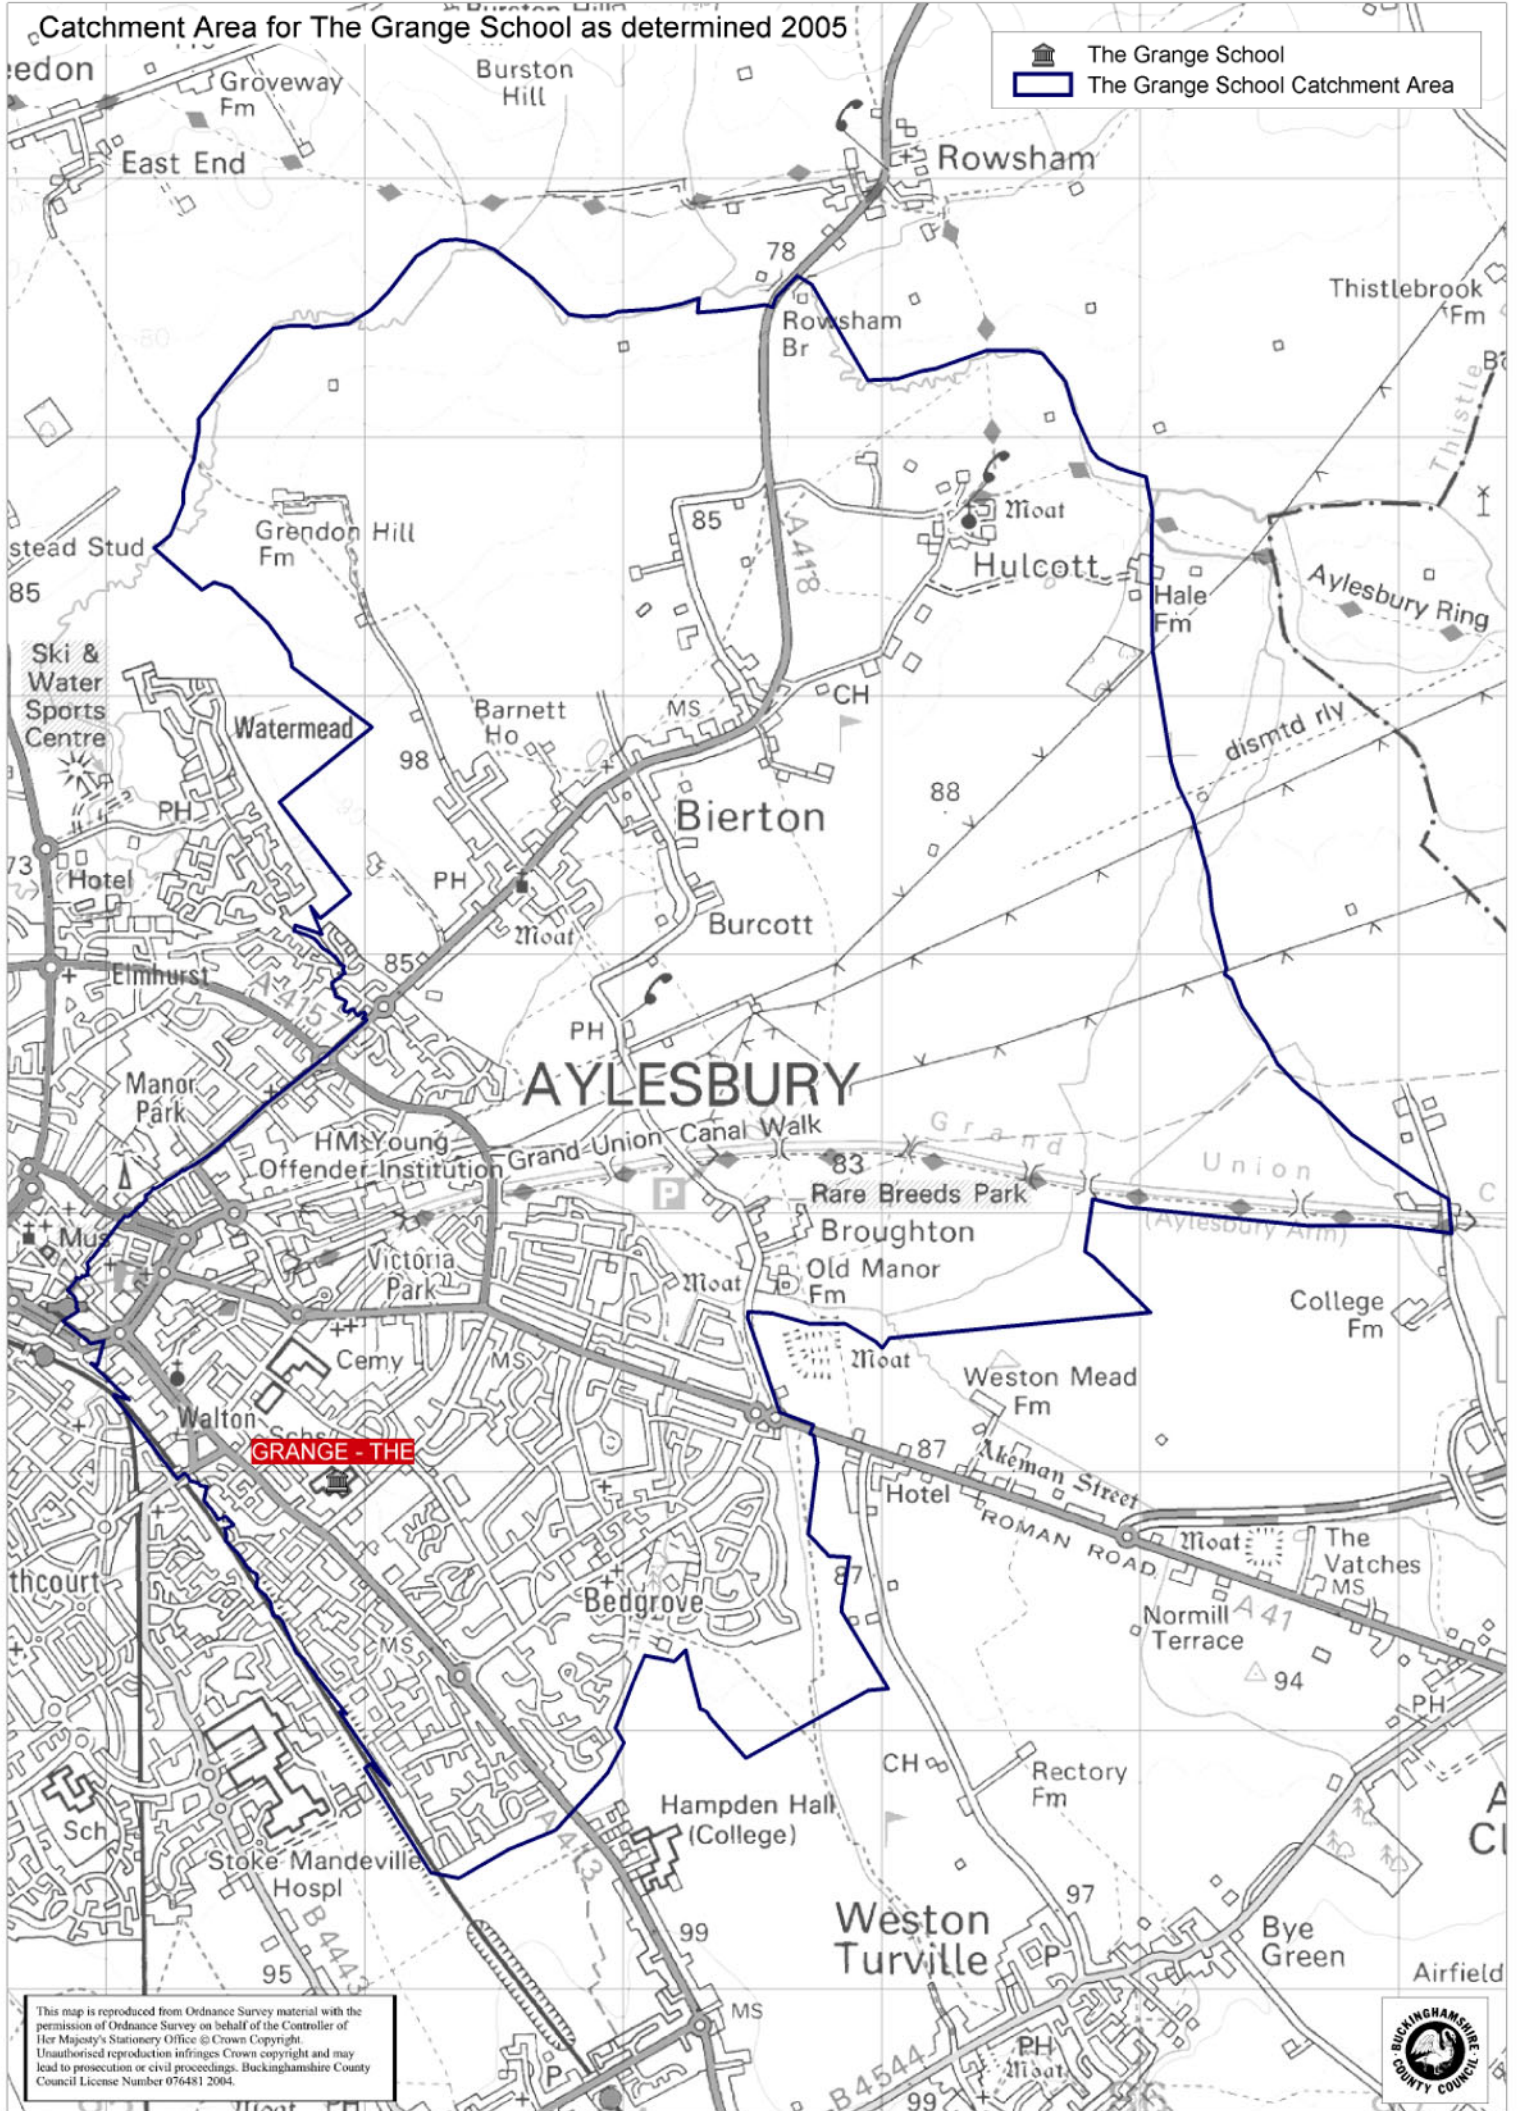 Catchment Area for The Grange School as determined 2005
The Grange School
The Grange School Catchment Area
Groveway
Fm
Burston
Hill
East End
Rowsham
78
Thistlebrook
Fm
Rowsham
Br
80
Thistle
Grendon Hill
Fm
stead Stud
85
85
A418
Moat
Hulcott
Hale
Fm
Aylesbury Ring
Ski &
Water
Sports
Centre
Watermead
Barnett
Ho
MS
CH
98
dismtd rly
PH
Bierton
88
73
Hotel
PH
Burcott
Moat
Elmhurst
A 4157
85
PH
AYLESBURY
Manor
Park
HM Young
Offender Institution
Grand Union Canal Walk
Grand
Union
83
P
Rare Breeds Park
(Aylesbury Arm)
C
Mus
Broughton
Victoria
Park
Moat
Old Manor
Fm
College
Fm
Cemy
MS
Moat
Weston Mead
Fm
Walton
Schs
GRANGE - THE
87
Akeman Street
Hotel
ROMAN ROAD
Moat
The
Vatches
MS
thcourt
Bedgrove
87
Normill
Terrace
A 41
MS
94
PH
CH
Rectory
Fm
Hampden Hall
(College)
A 413
Sch
Stoke Mandeville
Hospl
B 4443
Weston
Turville
97
P
Bye
Green
99
95
Airfield
MS
PH
Moat
B 4544
99
P
This map is reproduced from Ordnance Survey material with the
permission of Ordnance Survey on behalf of the Controller of
Her Majesty's Stationery Office © Crown Copyright.
Unauthorised reproduction infringes Crown copyright and may
lead to prosecution or civil proceedings. Buckinghamshire County
Council License Number 076481 2004.
BUCKINGHAMSHIRE
COUNTY COUNCIL